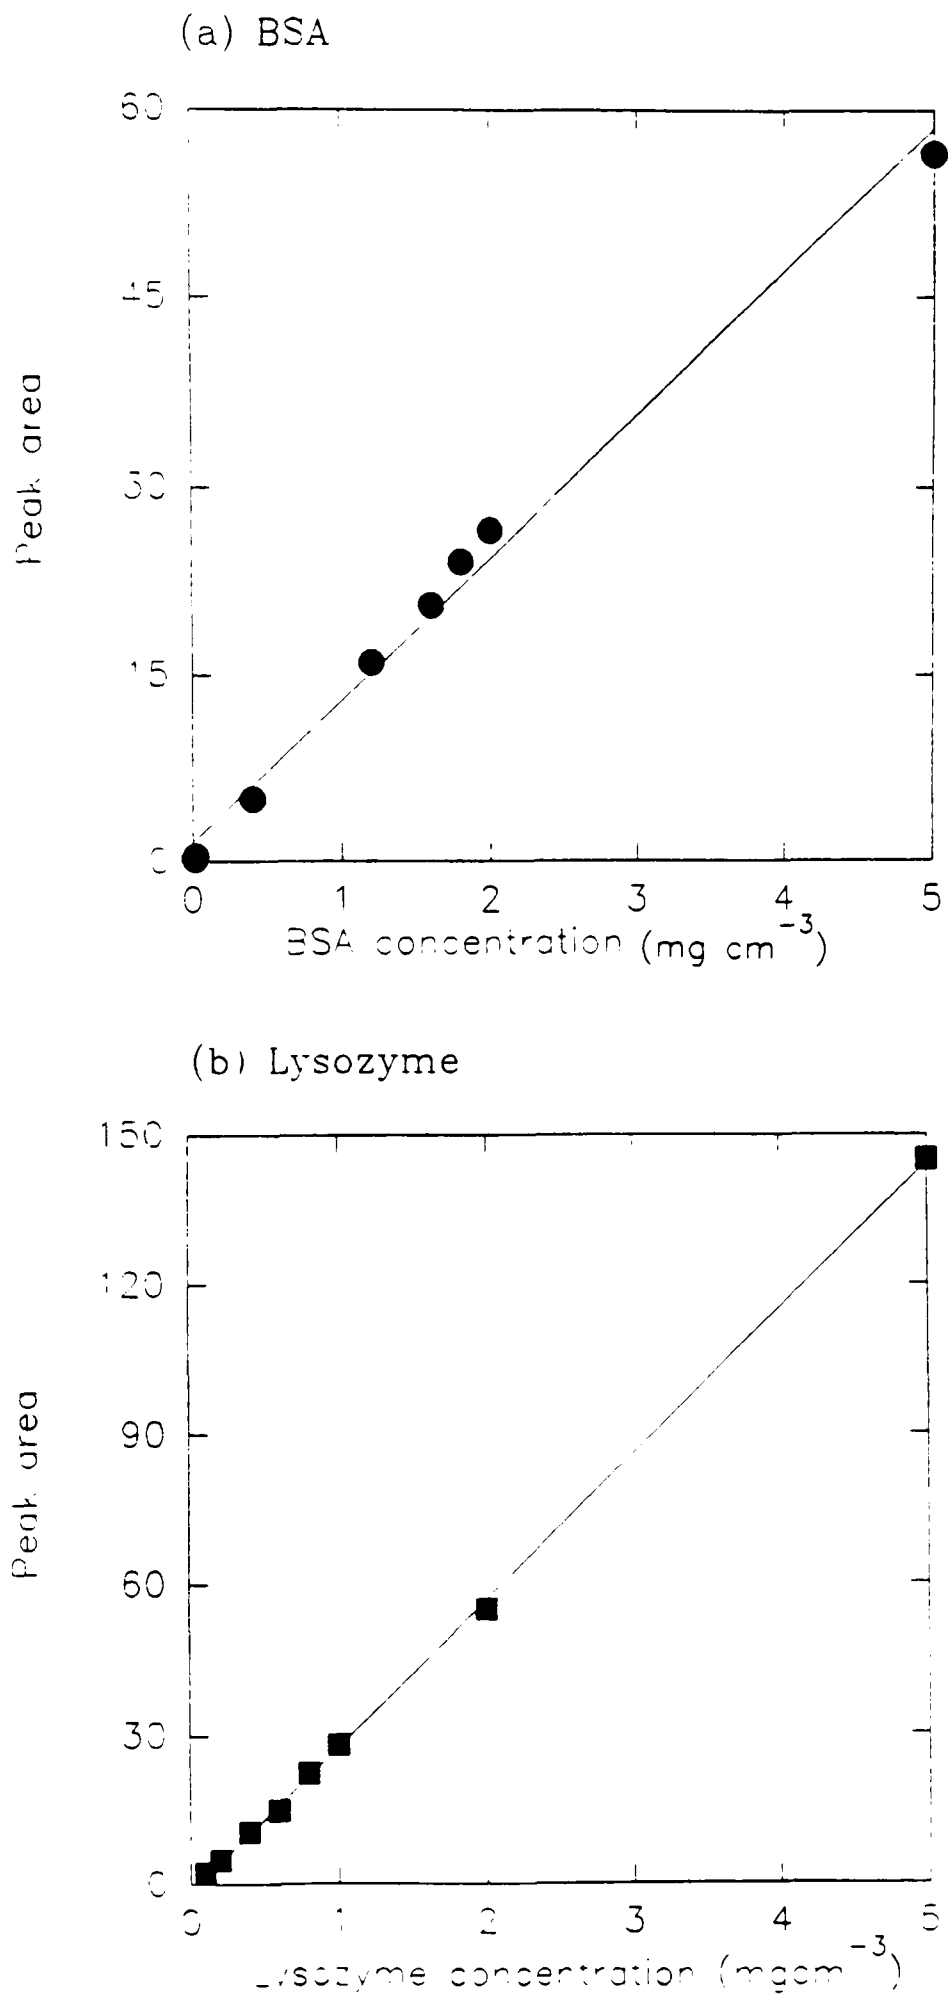 (a) BSA
60
45
30
15
0
Peak area
0 1 2 3 4 5
BSA concentration (mg cm⁻³)
(b) Lysozyme
150
120
90
60
30
0
Peak area
0 1 2 3 4 5
Lysozyme concentration (mgcm⁻³)